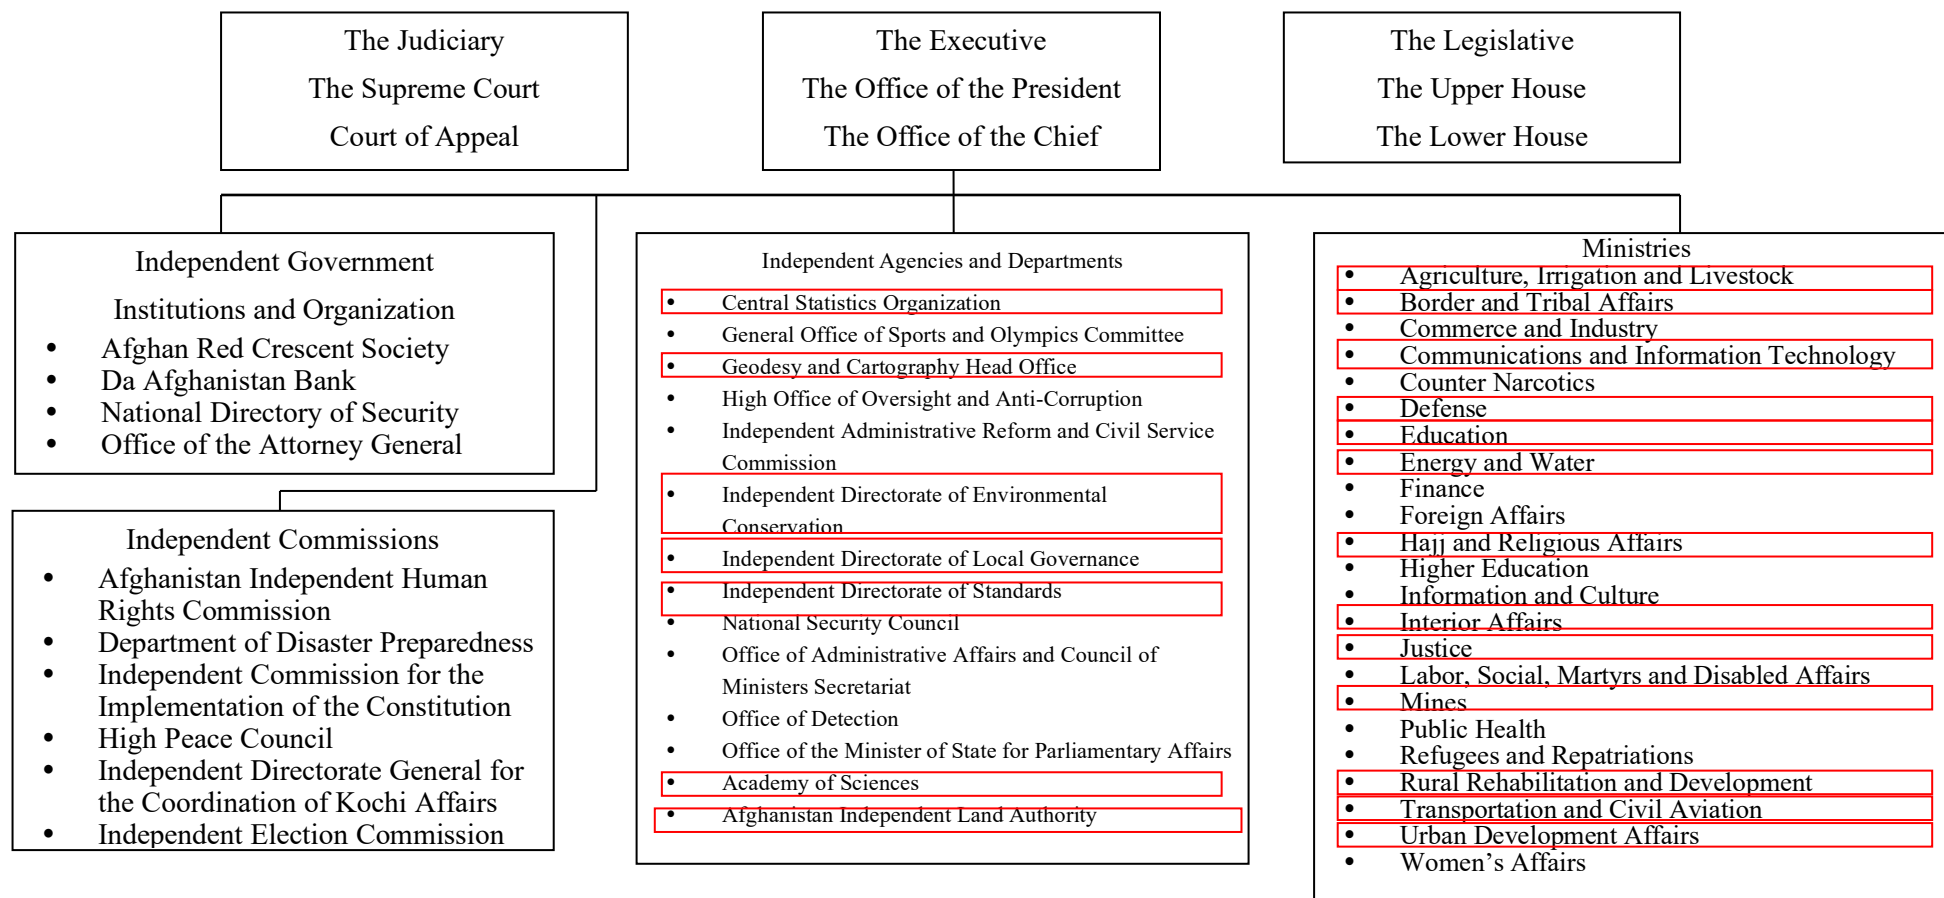 The Judiciary
The Supreme Court
Court of Appeal
The Executive
The Office of the President
The Office of the Chief
The Legislative
The Upper House
The Lower House
Independent Government
Institutions and Organization
• Afghan Red Crescent Society
• Da Afghanistan Bank
• National Directory of Security
• Office of the Attorney General
Independent Commissions
• Afghanistan Independent Human
Rights Commission
• Department of Disaster Preparedness
• Independent Commission for the
Implementation of the Constitution
• High Peace Council
• Independent Directorate General for
the Coordination of Kochi Affairs
• Independent Election Commission
Independent Agencies and Departments
• Central Statistics Organization
• General Office of Sports and Olympics Committee
• Geodesy and Cartography Head Office
• High Office of Oversight and Anti-Corruption
• Independent Administrative Reform and Civil Service
Commission
• Independent Directorate of Environmental
Conservation
• Independent Directorate of Local Governance
• Independent Directorate of Standards
• National Security Council
• Office of Administrative Affairs and Council of
Ministers Secretariat
• Office of Detection
• Office of the Minister of State for Parliamentary Affairs
• Academy of Sciences
• Afghanistan Independent Land Authority
Ministries
• Agriculture, Irrigation and Livestock
• Border and Tribal Affairs
• Commerce and Industry
• Communications and Information Technology
• Counter Narcotics
• Defense
• Education
• Energy and Water
• Finance
• Foreign Affairs
• Hajj and Religious Affairs
• Higher Education
• Information and Culture
• Interior Affairs
• Justice
• Labor, Social, Martyrs and Disabled Affairs
• Mines
• Public Health
• Refugees and Repatriations
• Rural Rehabilitation and Development
• Transportation and Civil Aviation
• Urban Development Affairs
• Women’s Affairs